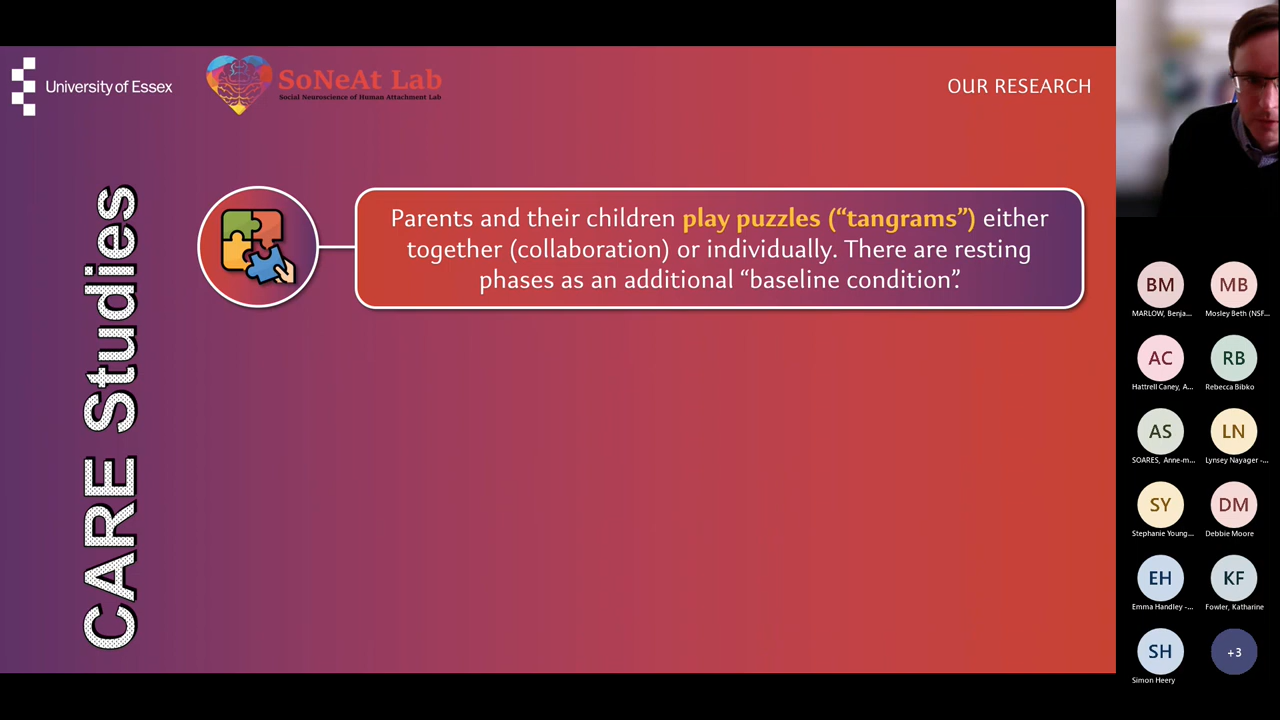 University of Essex
SoNeAt Lab
Social Neuroscience of Human Attachment Lab
OUR RESEARCH
CARE Studies
Parents and their children play puzzles (“tangrams”) either
together (collaboration) or individually. There are resting
phases as an additional “baseline condition”.
BM
MB
MARLOW, Benja...
Mosley Beth (NSF...
AC
RB
Hattrell Caney, A...
Rebecca Bibko
AS
LN
SOARES, Anne-m...
Lynsey Nayager -...
SY
DM
Stephanie Young...
Debbie Moore
EH
KF
Emma Handley -...
Fowler, Katharine
SH
+3
Simon Heery